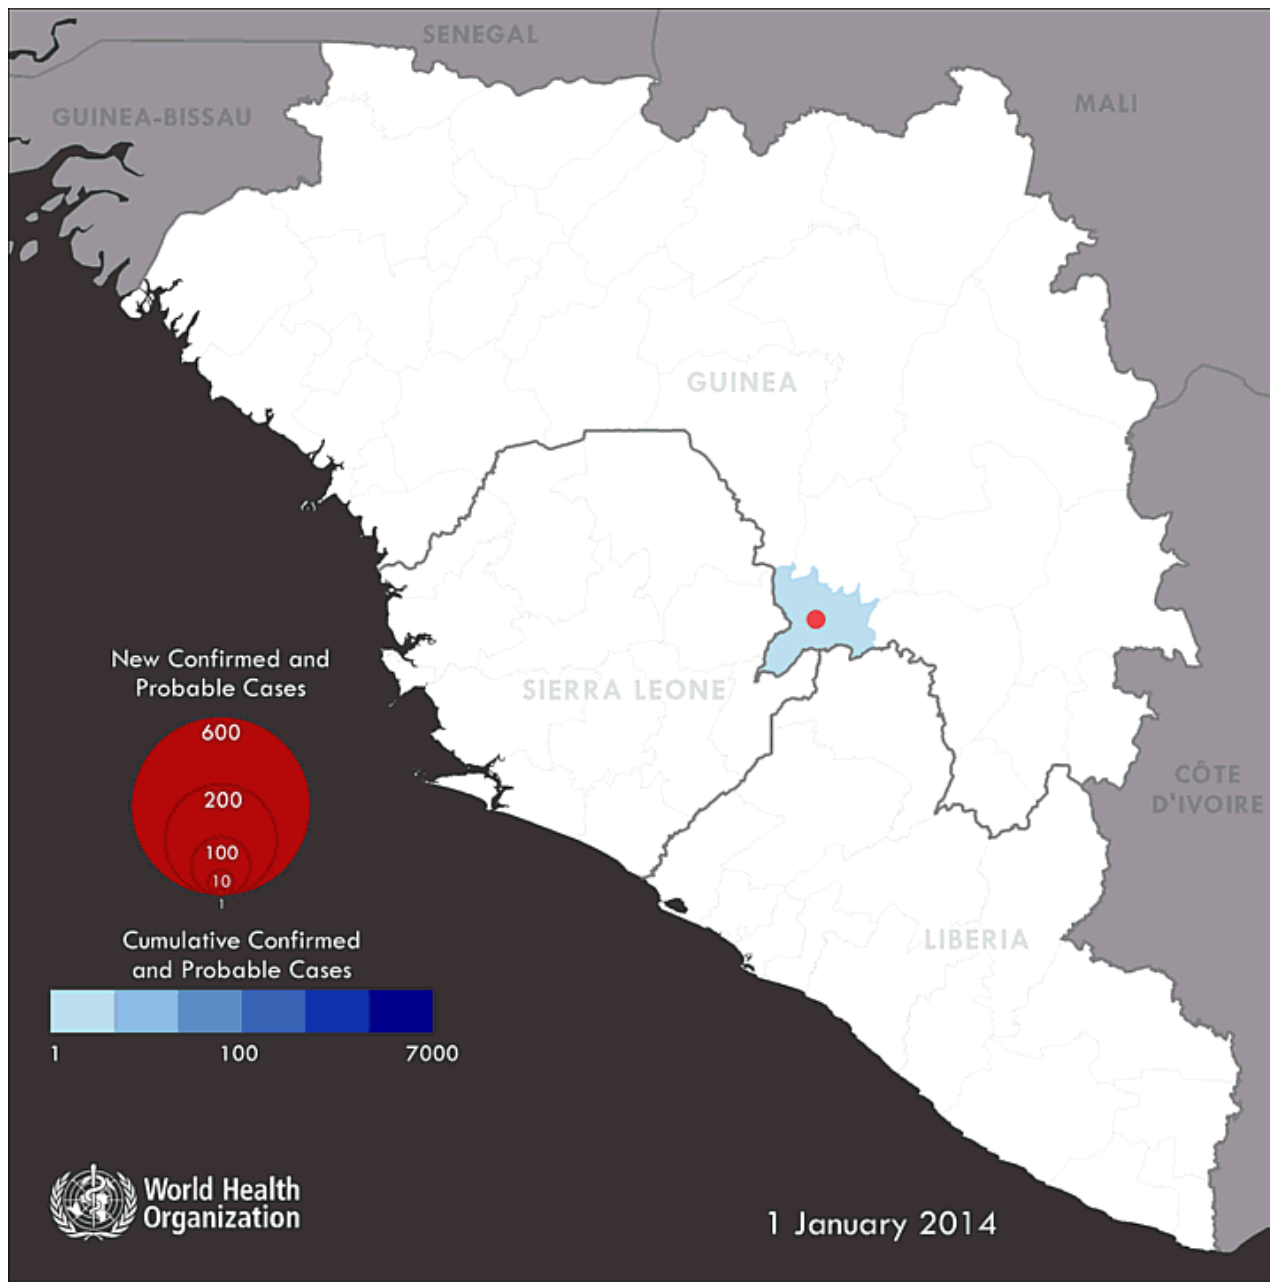 SENEGAL
GUINEA-BISSAU
MALI
GUINEA
SIERRA LEONE
New Confirmed and
Probable Cases
600
200
100
10
1
CÔTE
D'IVOIRE
LIBERIA
Cumulative Confirmed
and Probable Cases
1 100 7000
World Health
Organization
1 January 2014